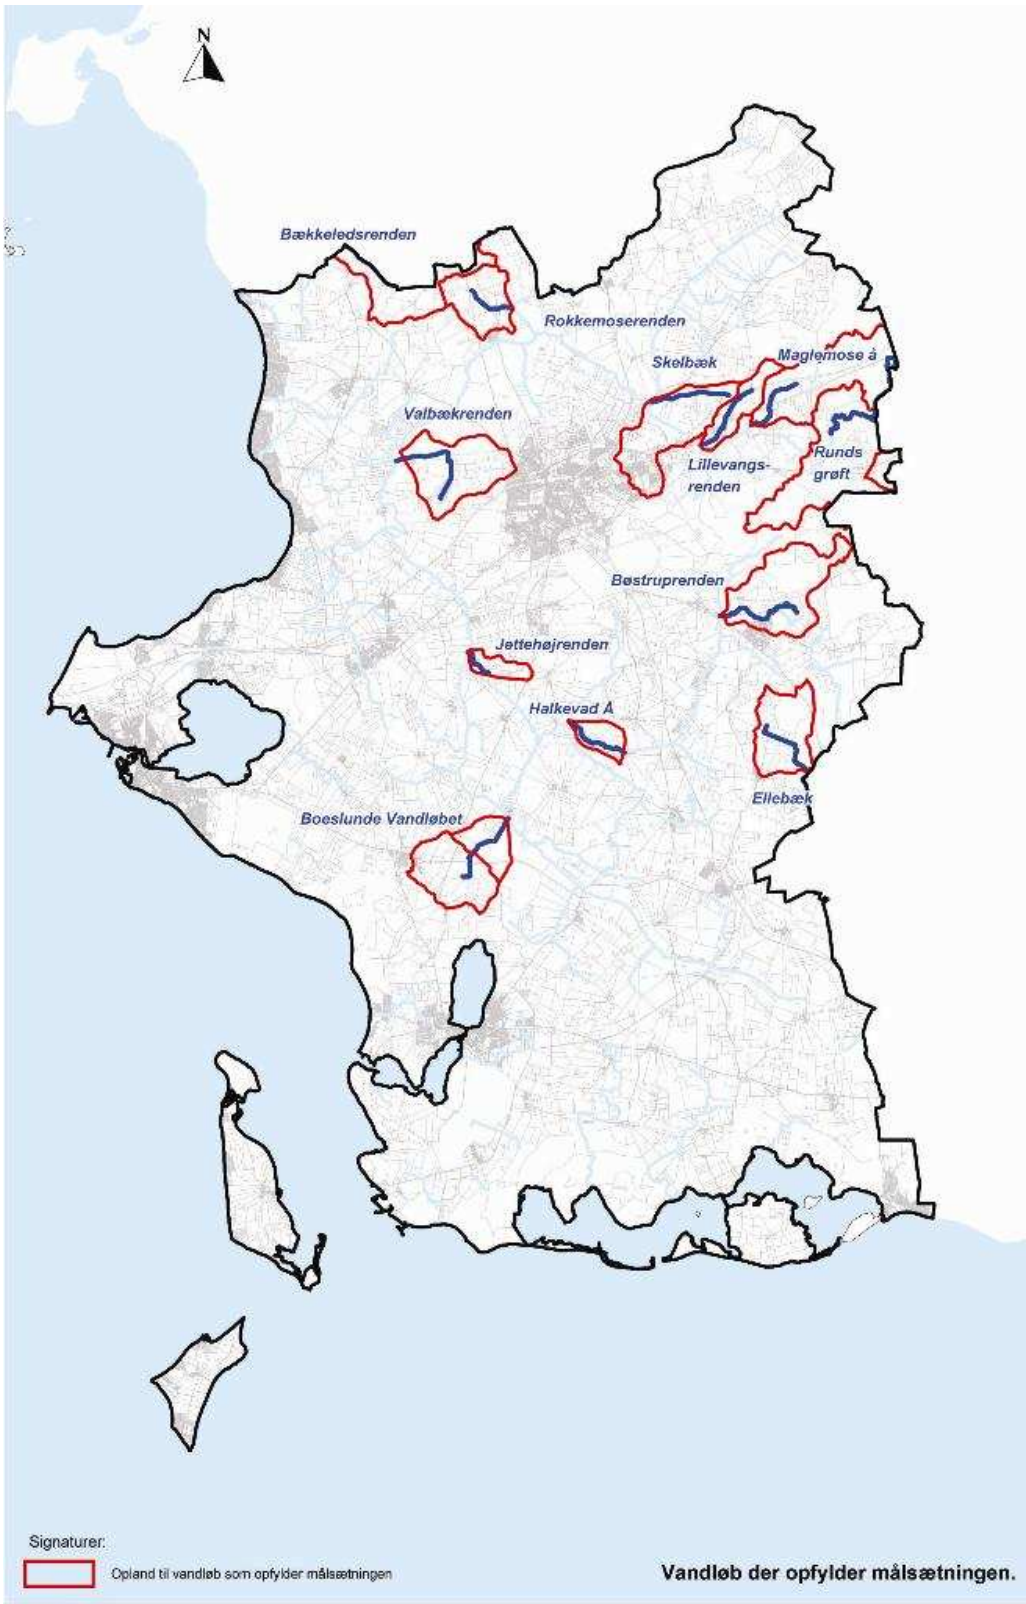 N
Bækkeledsrenden
Rokkemoserenden
Skelbæk
Maglemose å
Valbækrenden
Lillevangs-
renden
Runds
grøft
Bøstruprenden
Jettehøjrenden
Halkevad Å
Ellebæk
Boeslunde Vandløbet
Signaturer:
Opland til vandløb som opfylder målsætningen
Vandløb der opfylder målsætningen.